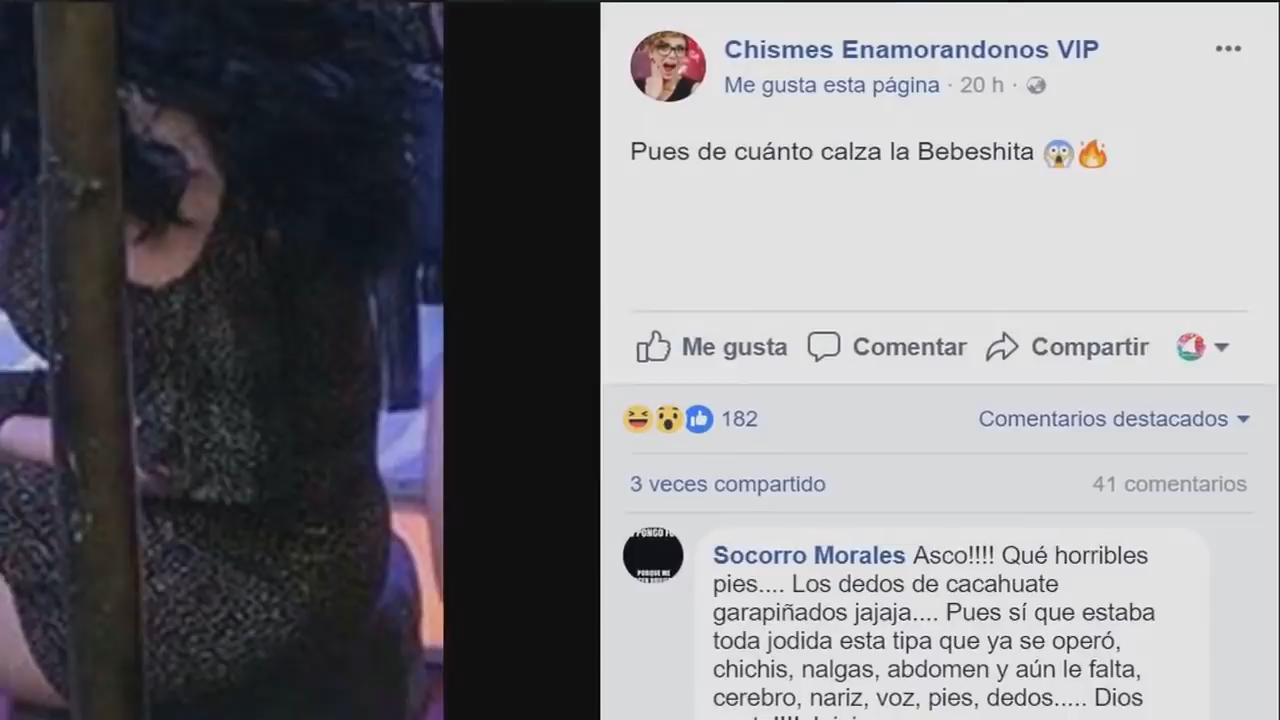 Chismes Enamorandonos VIP
Me gusta esta página · 20 h ·
Pues de cuánto calza la Bebeshita 😱🔥
Me gusta Comentar Compartir
182 Comentarios destacados
3 veces compartido 41 comentarios
Socorro Morales Asco!!!! Qué horribles
pies.... Los dedos de cacahuate
garapiñados jajaja.... Pues sí que estaba
toda jodida esta tipa que ya se operó,
chichis, nalgas, abdomen y aún le falta,
cerebro, nariz, voz, pies, dedos..... Dios